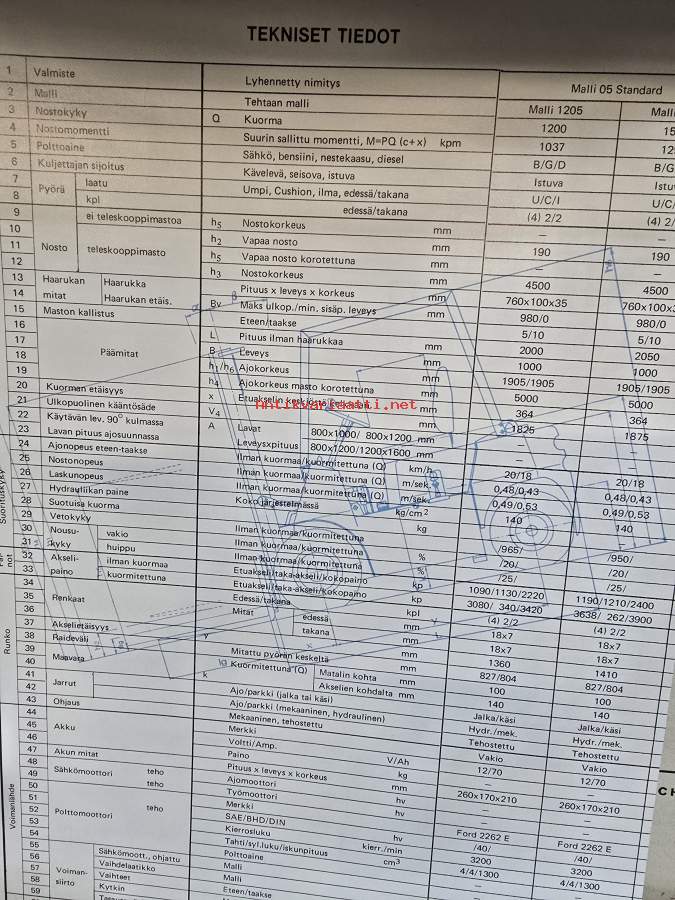 TEKNISET TIEDOT
Malli 05 Standard
1 Valmiste Lyhennetty nimitys Malli 1205 Malli
2 Malli Tehtaan malli
3 Nostokyky Q Kuorma 1200
4 Nostomomentti Suurin sallittu momentti, M=PQ (c+x) kpm 1037
5 Polttoaine Sähkö, bensiini, nestekaasu, diesel B/G/D B/G
6 Kuljettajan sijoitus Kävelevä, seisova, istuva Istuva Istu
7 Pyörä laatu Umpi, Cushion, ilma, edessä/takana U/C/I U/C/
8 kpl edessä/takana (4) 2/2 (4) 2/
9 Nosto ei teleskooppimastoa h5 Nostokorkeus mm – –
10 teleskooppimasto h2 Vapaa nosto mm 190 190
11 h5 Vapaa nosto korotettuna mm – –
12 h3 Nostokorkeus mm 4500 4500
13 Haarukan mitat Haarukka Pituus x leveys x korkeus mm 760x100x35 760x100x3
14 Haarukan etäis. Bv Maks ulkop./min. sisäp. leveys mm 980/0 980/0
15 Maston kallistus Eteen/taakse 5/10 5/10
16 Päämitat L Pituus ilman haarukkaa mm 2000 2050
17 B Leveys mm 1000 1000
18 h1/h6 Ajokorkeus mm 1905/1905 1905/1905
19 h4 Ajokorkeus masto korotettuna mm 5000 5000
20 Kuorman etäisyys x Etuakselin keskiöstä mm 364 364
21 Ulkopuolinen kääntösäde V4 1825 1875
22 Käytävän lev. 90° kulmassa A Lavat 800x1000/ 800x1200 mm –
23 Lavan pituus ajosuunnassa Leveysxpituus 800x1200/1200x1600 mm –
24 Ajonopeus eteen-taakse Ilman kuormaa/kuormitettuna (Q) km/h 20/18 20/18
25 Nostonopeus Ilman kuormaa/kuormitettuna (Q) m/sek. 0,48/0,43 0,48/0,43
26 Laskunopeus Ilman kuormaa/kuormitettuna (Q) m/sek. 0,49/0,53 0,49/0,53
27 Hydrauliikan paine Koko järjestelmässä kg/cm2 140 140
28 Suotuisa kuorma kg
29 Vetokyky Ilman kuormaa/kuormitettuna /965/ /950/
30 Nousukyky vakio Ilman kuormaa/kuormitettuna % /20/ /20/
31 huippu Ilman kuormaa/kuormitettuna % /25/ /25/
32 Akselipaino ilman kuormaa Etuakseli/taka-akseli/kokopaino kp 1090/1130/2220 1190/1210/2400
33 kuormitettuna Etuakseli/taka-akseli/kokopaino kp 3080/ 340/3420 3638/ 262/3900
34 Renkaat Edessä/takana kpl (4) 2/2 (4) 2/2
35 Mitat edessä mm 18x7 18x7
36 takana mm 18x7 18x7
37 Akselietäisyys y mm 1360 1410
38 Raideväli Mitattu pyörän keskeltä mm 827/804 827/804
39 Maavara k Kuormitettuna (Q) Matalin kohta mm 100 100
40 Akselien kohdalta mm 140 140
41 Jarrut Ajo/parkki (jalka tai käsi) Jalka/käsi Jalka/käsi
42 Ajo/parkki (mekaaninen, hydraulinen) Hydr./mek. Hydr./mek.
43 Ohjaus Mekaaninen, tehostettu Tehostettu Tehostettu
44 Akku Merkki Vakio Vakio
45 Voltti/Amp. V/Ah 12/70 12/70
46 Paino kg – –
47 Akun mitat Pituus x leveys x korkeus mm 260x170x210 260x170x210
48 Sähkömoottori teho Ajomoottori hv – –
49 teho Työmoottori hv – –
50 Polttomoottori Merkki Ford 2262 E Ford 2262 E
51 teho SAE/BHD/DIN hv /40/ /40/
52 Kierrosluku kierr./min 3200 3200
53 Tahti/syl.luku/iskunpituus cm3 4/4/1300 4/4/1300
54 Polttoaine
55 Voimansiirto Sähkömoott., ohjattu Malli – –
56 Vaihdelaatikko Malli
57 Vaihteet Eteen/taakse
58 Kytkin
59
Suorituskyky
Runko
Voimanlähde
antikvariaatti.net